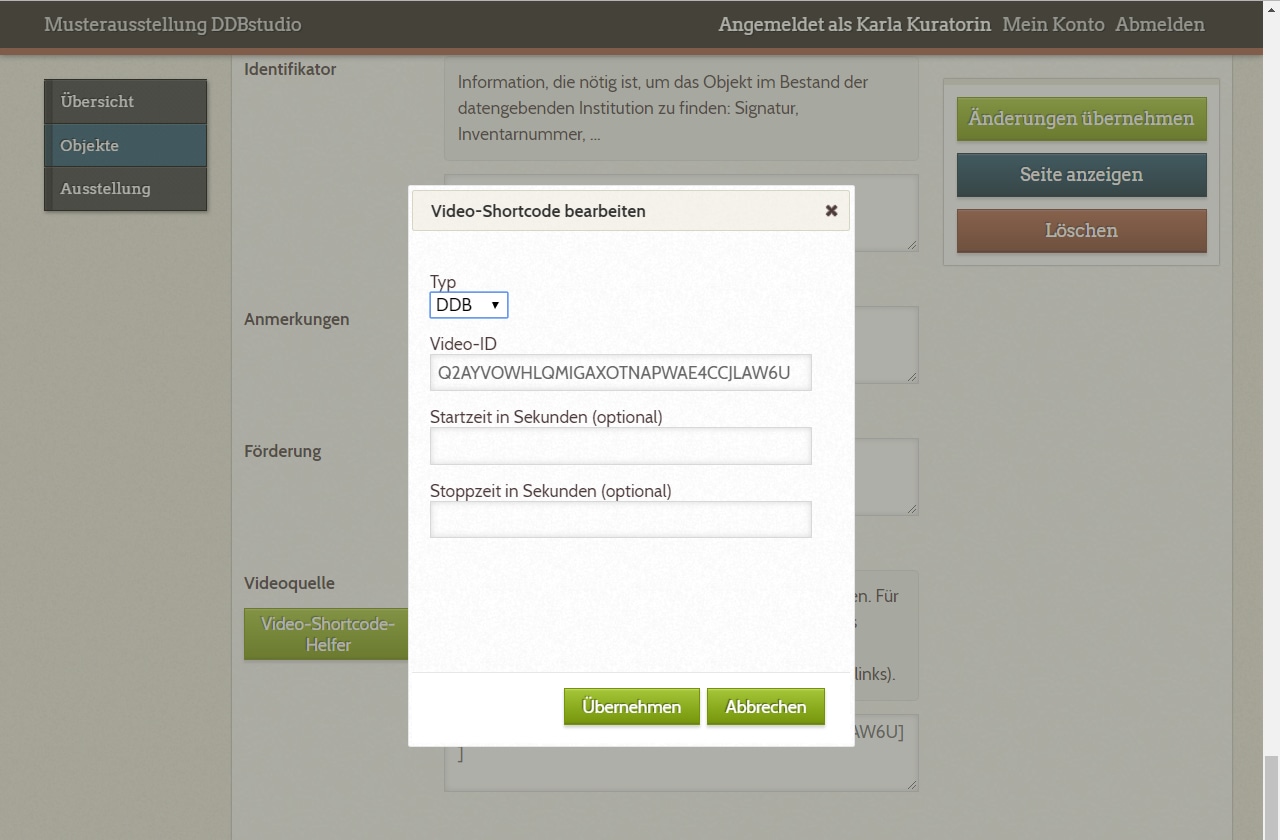 Musterausstellung DDBstudio
Angemeldet als Karla Kuratorin Mein Konto Abmelden
Übersicht
Objekte
Ausstellung
Identifikator
Information, die nötig ist, um das Objekt im Bestand der
datengebenden Institution zu finden: Signatur,
Inventarnummer, ...
Änderungen übernehmen
Seite anzeigen
Löschen
Video-Shortcode bearbeiten
Typ
DDB
Video-ID
Q2AYVOWHLQMIGAXOTNAPWAE4CCJLAW6U
Startzeit in Sekunden (optional)
Stoppzeit in Sekunden (optional)
Übernehmen Abbrechen
Anmerkungen
Förderung
Videoquelle
Video-Shortcode-
Helfer
en. Für
s
links).
AW6U]
]